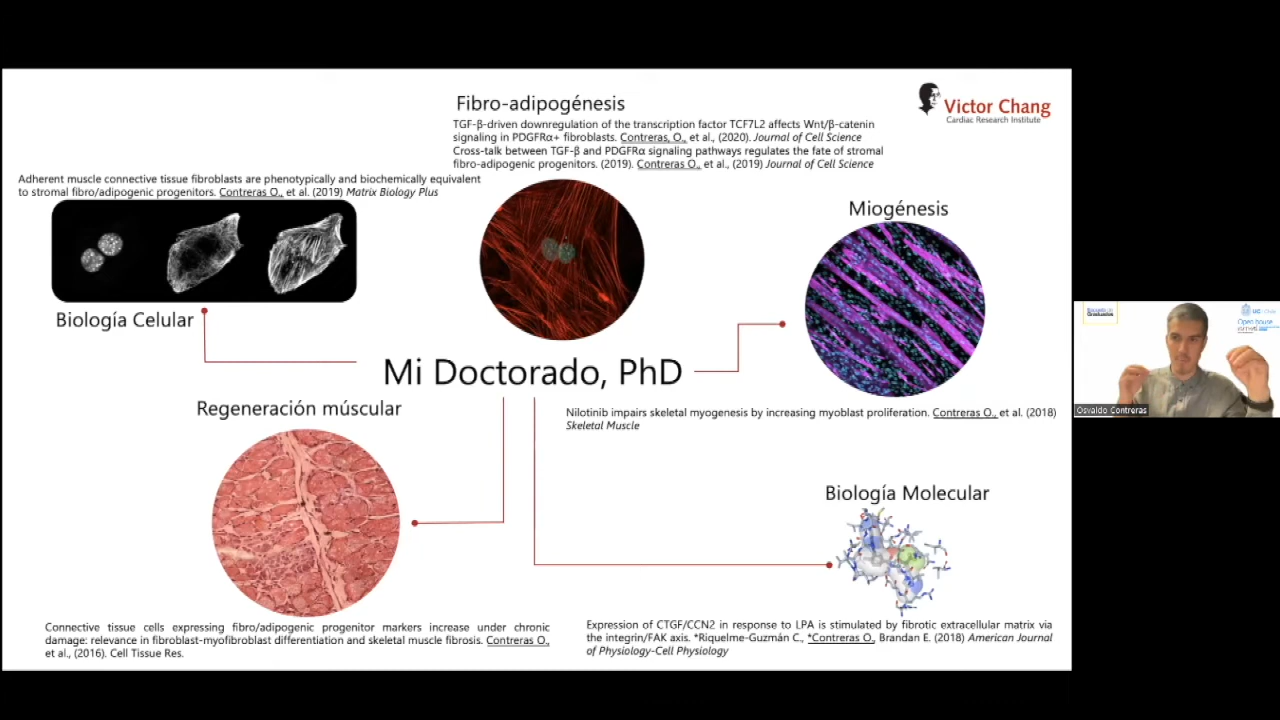 Fibro-adipogénesis
TGF-β-driven downregulation of the transcription factor TCF7L2 affects Wnt/β-catenin
signaling in PDGFRα+ fibroblasts. Contreras, O., et al., (2020). Journal of Cell Science
Cross-talk between TGF-β and PDGFRα signaling pathways regulates the fate of stromal
fibro-adipogenic progenitors. (2019). Contreras O., et al., (2019) Journal of Cell Science
Victor Chang
Cardiac Research Institute
Adherent muscle connective tissue fibroblasts are phenotypically and biochemically equivalent
to stromal fibro/adipogenic progenitors. Contreras O., et al. (2019) Matrix Biology Plus
Miogénesis
Biología Celular
Mi Doctorado, PhD
Regeneración múscular
Nilotinib impairs skeletal myogenesis by increasing myoblast proliferation. Contreras O., et al. (2018)
Skeletal Muscle
Biología Molecular
Connective tissue cells expressing fibro/adipogenic progenitor markers increase under chronic
damage: relevance in fibroblast-myofibroblast differentiation and skeletal muscle fibrosis. Contreras O.,
et al., (2016). Cell Tissue Res.
Expression of CTGF/CCN2 in response to LPA is stimulated by fibrotic extracellular matrix via
the integrin/FAK axis. *Riquelme-Guzmán C., *Contreras O., Brandan E. (2018) American Journal
of Physiology-Cell Physiology
UC
Open house
Osvaldo Contreras